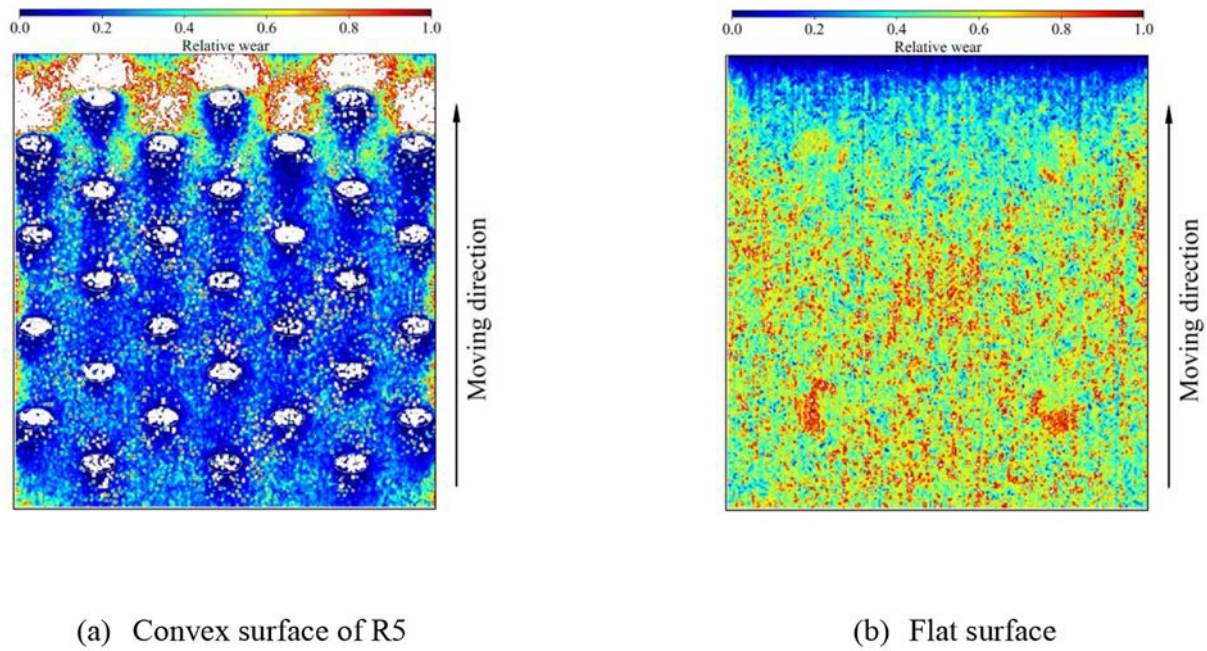 0.0 0.2 0.4 0.6 0.8 1.0
Relative wear
Moving direction
(a) Convex surface of R5
0.0 0.2 0.4 0.6 0.8 1.0
Relative wear
Moving direction
(b) Flat surface